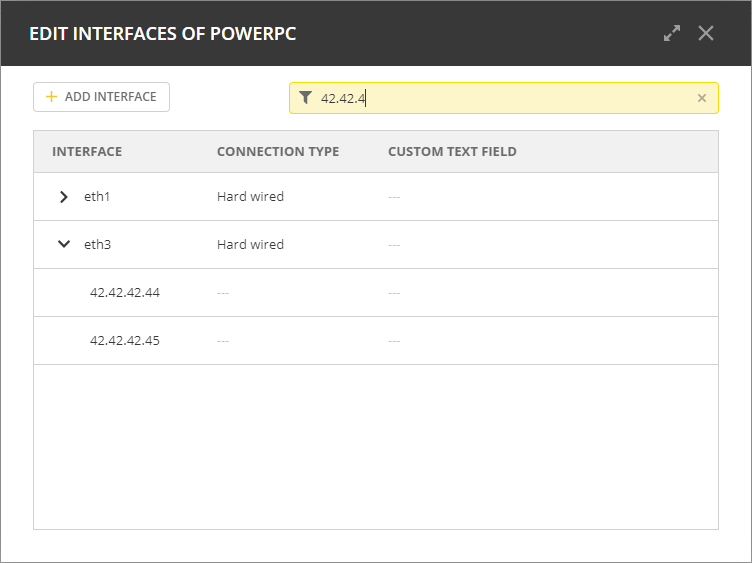 EDIT INTERFACES OF POWERPC
ADD INTERFACE
42.42.4
INTERFACE CONNECTION TYPE CUSTOM TEXT FIELD
eth1 Hard wired ---
eth3 Hard wired ---
42.42.42.44 --- ---
42.42.42.45 --- ---